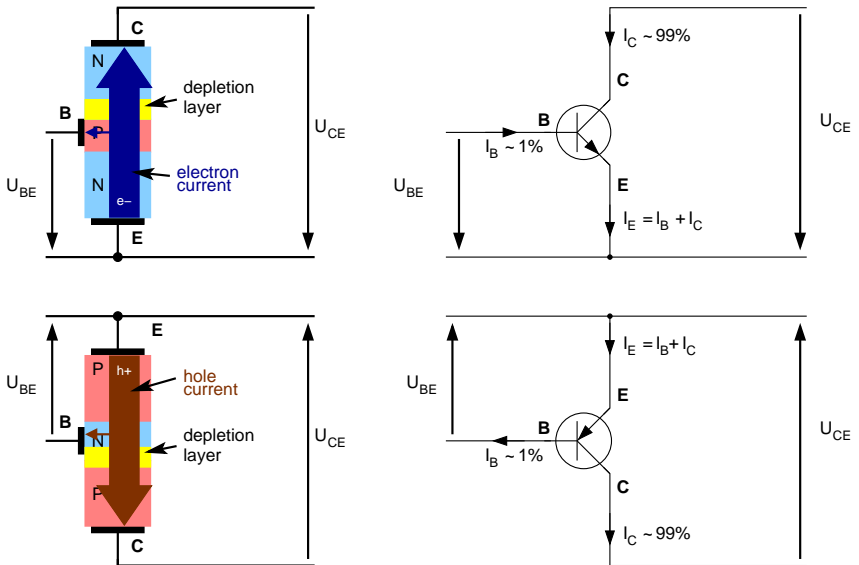 C
N
depletion
layer
B
P
U_CE
U_BE
N
electron
current
e–
E
I_C ~ 99%
C
B
I_B ~ 1%
U_CE
U_BE
E
I_E = I_B + I_C
E
P
h+
hole
current
U_BE
B
N
depletion
layer
U_CE
P
C
I_E = I_B + I_C
U_BE
E
B
I_B ~ 1%
U_CE
C
I_C ~ 99%